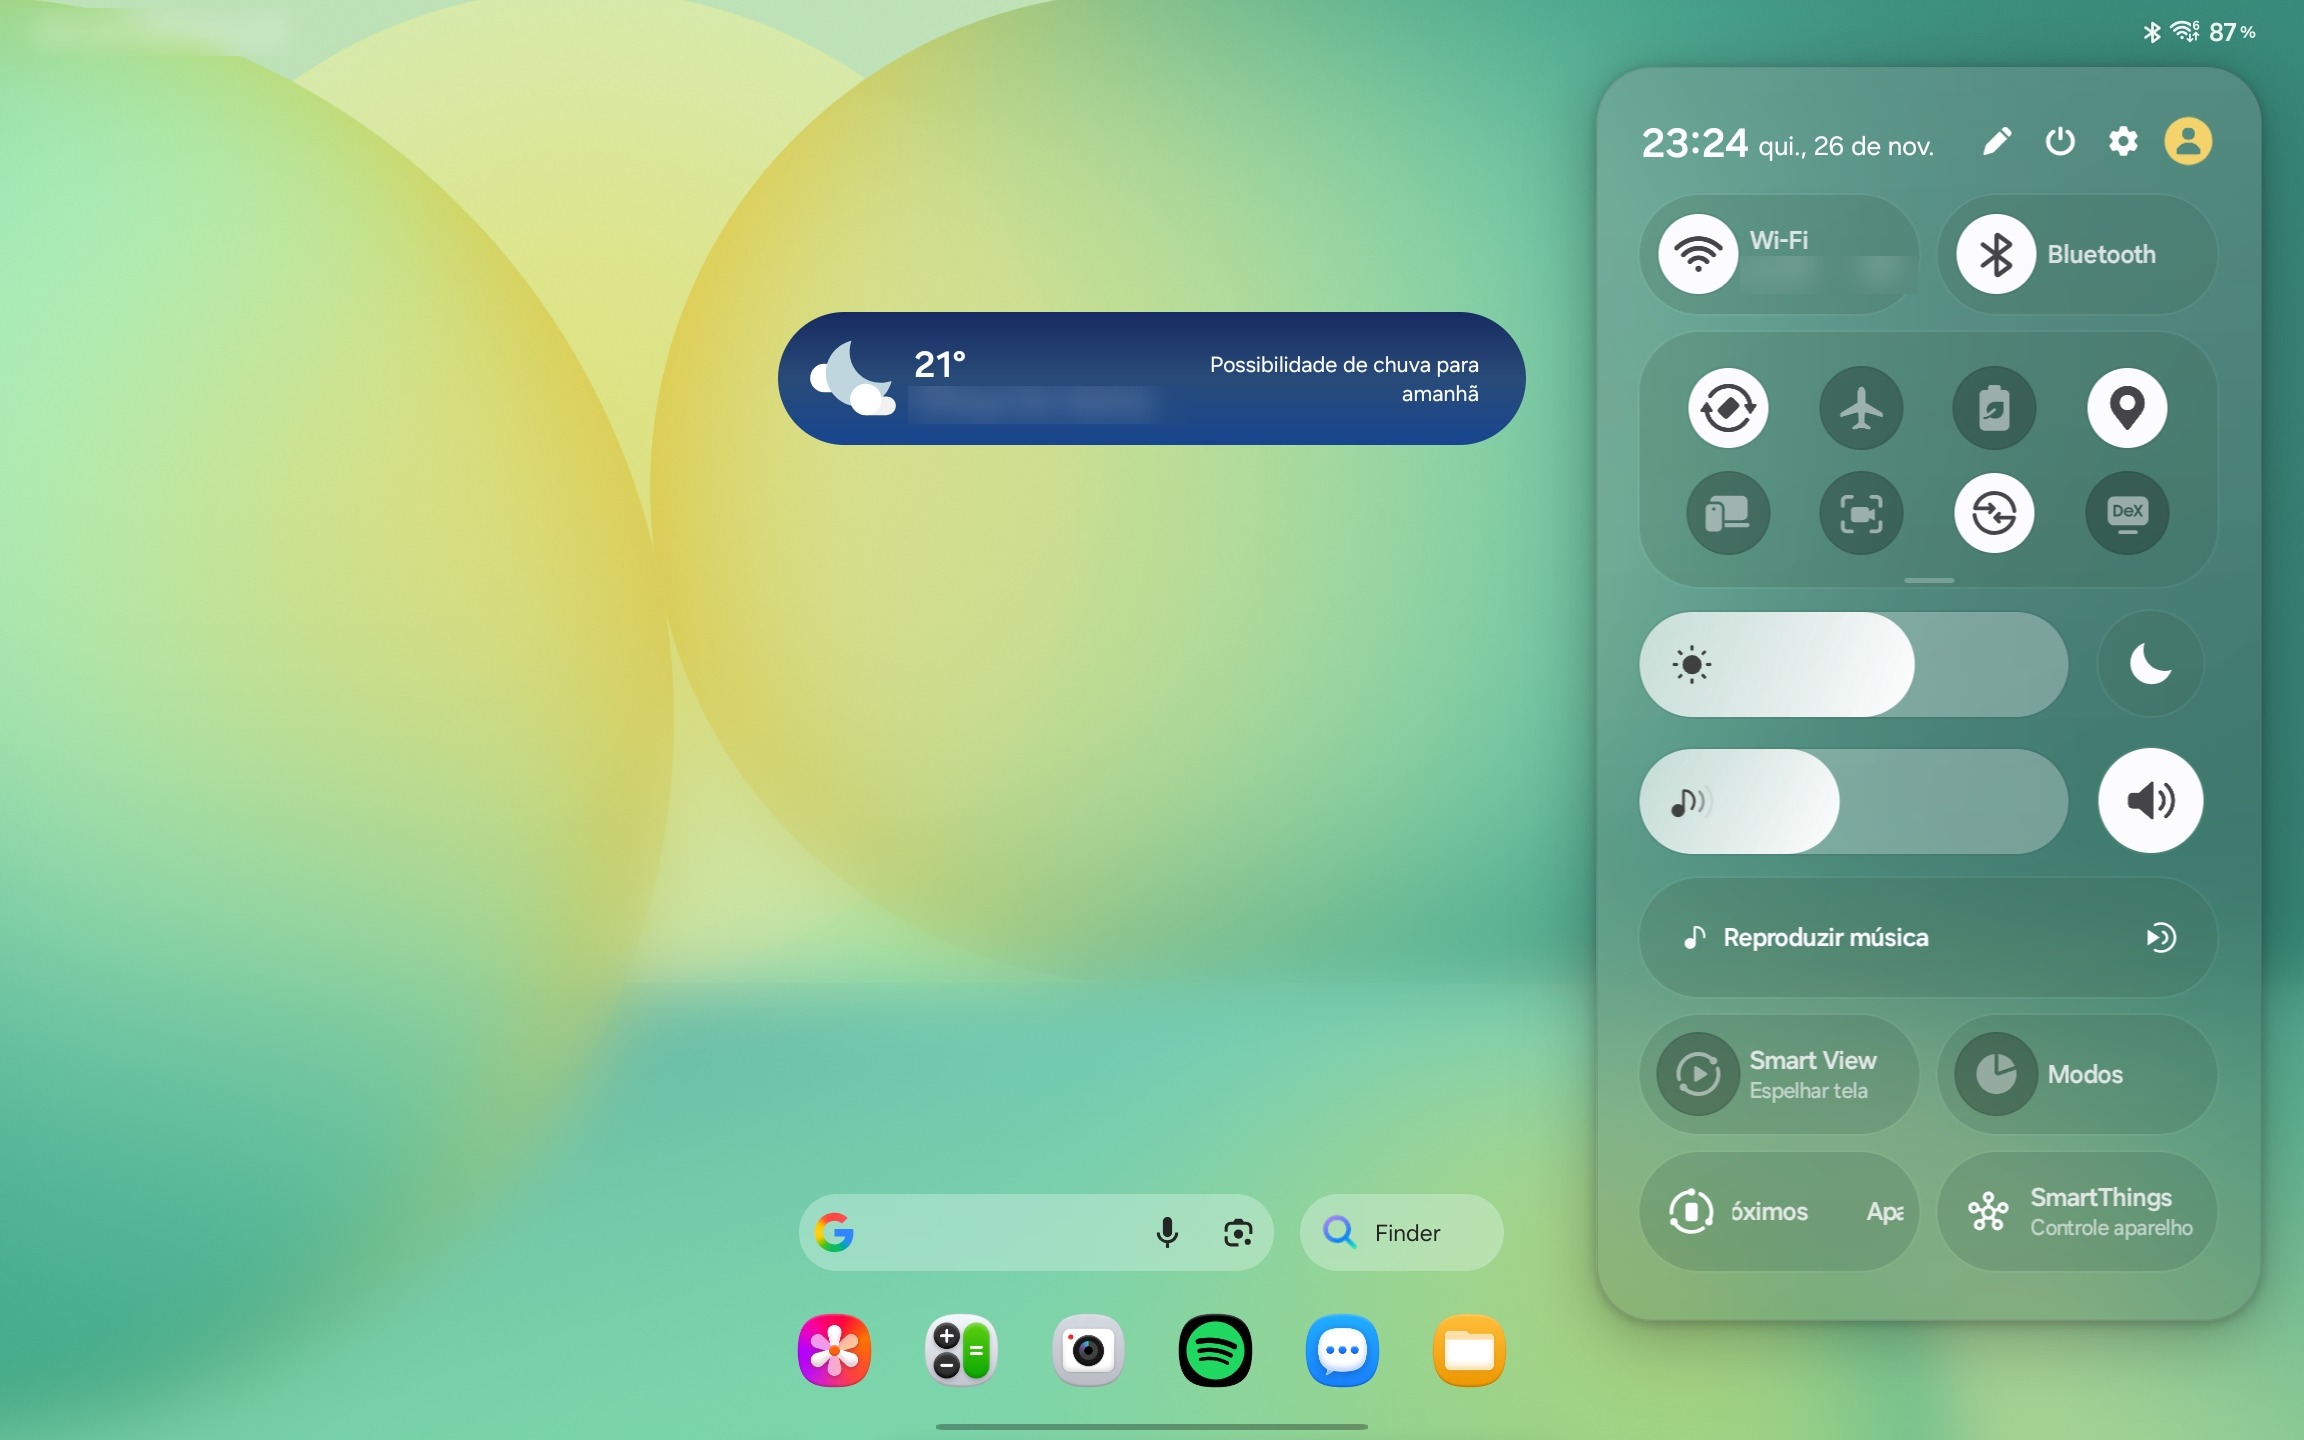 87%
23:24 qui., 26 de nov.
Wi-Fi
Bluetooth
21°
Possibilidade de chuva para
amanhã
DeX
Reproduzir música
Smart View
Espelhar tela
Modos
óximos Apa
SmartThings
Controle aparelho
Finder